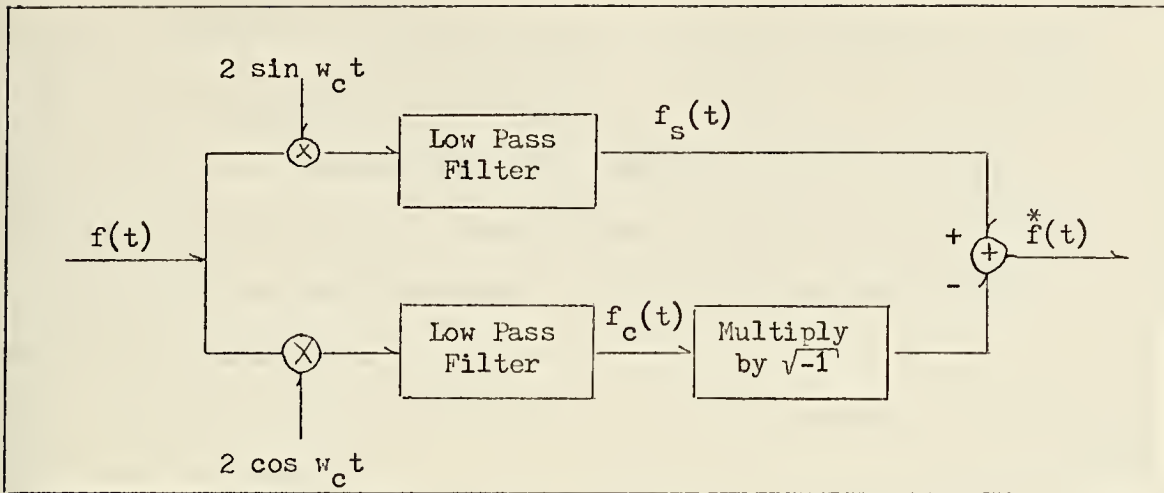 2 sin w_c t
Low Pass
Filter
f_s(t)
f(t)
+
+
*
f(t)
-
Low Pass
Filter
f_c(t)
Multiply
by √-1
2 cos w_c t